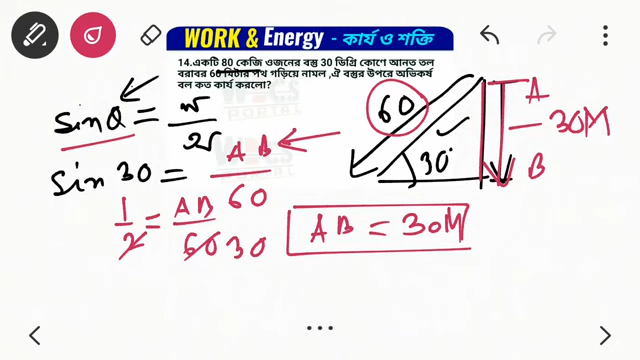 WORK & Energy - কার্য ও শক্তি
14.একটি 80 কেজি ওজনের বস্তু 30 ডিগ্রি কোণে আনত তল
বরাবর 60 মিটার পথ গড়িয়ে নামল ,ঐ বস্তুর উপরে অভিকর্ষ
বল কত কার্য করলো?
sinθ = ল / অ
sin 30 = AB / 60
1/2 = AB / 60 30
AB = 30M
60
30°
A
30M
B
PORTAL